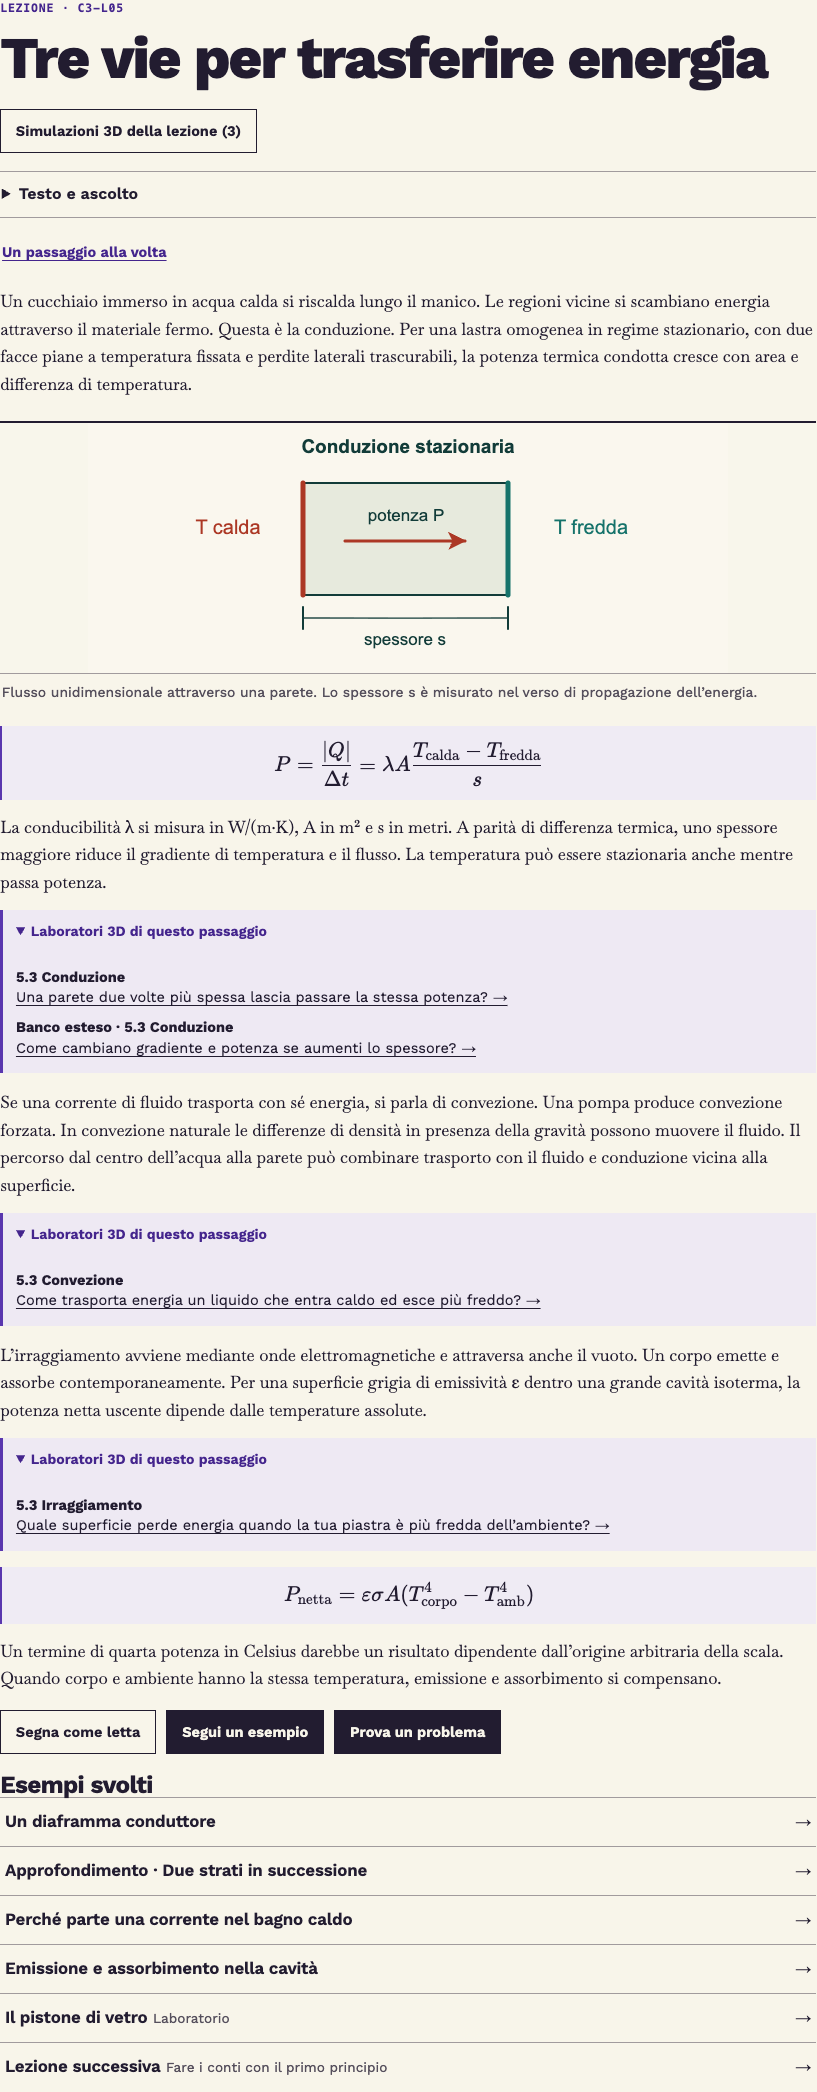 LEZIONE · C3–L05
Tre vie per trasferire energia
Simulazioni 3D della lezione (3)
▶ Testo e ascolto
Un passaggio alla volta
Un cucchiaio immerso in acqua calda si riscalda lungo il manico. Le regioni vicine si scambiano energia
attraverso il materiale fermo. Questa è la conduzione. Per una lastra omogenea in regime stazionario, con due
facce piane a temperatura fissata e perdite laterali trascurabili, la potenza termica condotta cresce con area e
differenza di temperatura.
Conduzione stazionaria
potenza P
T calda
T fredda
spessore s
Flusso unidimensionale attraverso una parete. Lo spessore s è misurato nel verso di propagazione dell’energia.
P = |Q| / Δt = λA (T_calda − T_fredda) / s
La conducibilità λ si misura in W/(m·K), A in m² e s in metri. A parità di differenza termica, uno spessore
maggiore riduce il gradiente di temperatura e il flusso. La temperatura può essere stazionaria anche mentre
passa potenza.
▼ Laboratori 3D di questo passaggio
5.3 Conduzione
Una parete due volte più spessa lascia passare la stessa potenza? →
Banco esteso · 5.3 Conduzione
Come cambiano gradiente e potenza se aumenti lo spessore? →
Se una corrente di fluido trasporta con sé energia, si parla di convezione. Una pompa produce convezione
forzata. In convezione naturale le differenze di densità in presenza della gravità possono muovere il fluido. Il
percorso dal centro dell’acqua alla parete può combinare trasporto con il fluido e conduzione vicina alla
superficie.
▼ Laboratori 3D di questo passaggio
5.3 Convezione
Come trasporta energia un liquido che entra caldo ed esce più freddo? →
L’irraggiamento avviene mediante onde elettromagnetiche e attraversa anche il vuoto. Un corpo emette e
assorbe contemporaneamente. Per una superficie grigia di emissività ε dentro una grande cavità isoterma, la
potenza netta uscente dipende dalle temperature assolute.
▼ Laboratori 3D di questo passaggio
5.3 Irraggiamento
Quale superficie perde energia quando la tua piastra è più fredda dell’ambiente? →
P_netta = εσA(T⁴_corpo − T⁴_amb)
Un termine di quarta potenza in Celsius darebbe un risultato dipendente dall’origine arbitraria della scala.
Quando corpo e ambiente hanno la stessa temperatura, emissione e assorbimento si compensano.
Segna come letta
Segui un esempio
Prova un problema
Esempi svolti
Un diaframma conduttore →
Approfondimento · Due strati in successione →
Perché parte una corrente nel bagno caldo →
Emissione e assorbimento nella cavità →
Il pistone di vetro Laboratorio →
Lezione successiva Fare i conti con il primo principio →